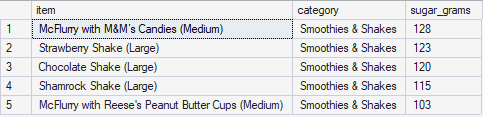 item category sugar_grams
1 McFlurry with M&M's Candies (Medium) Smoothies & Shakes 128
2 Strawberry Shake (Large) Smoothies & Shakes 123
3 Chocolate Shake (Large) Smoothies & Shakes 120
4 Shamrock Shake (Large) Smoothies & Shakes 115
5 McFlurry with Reese's Peanut Butter Cups (Medium) Smoothies & Shakes 103